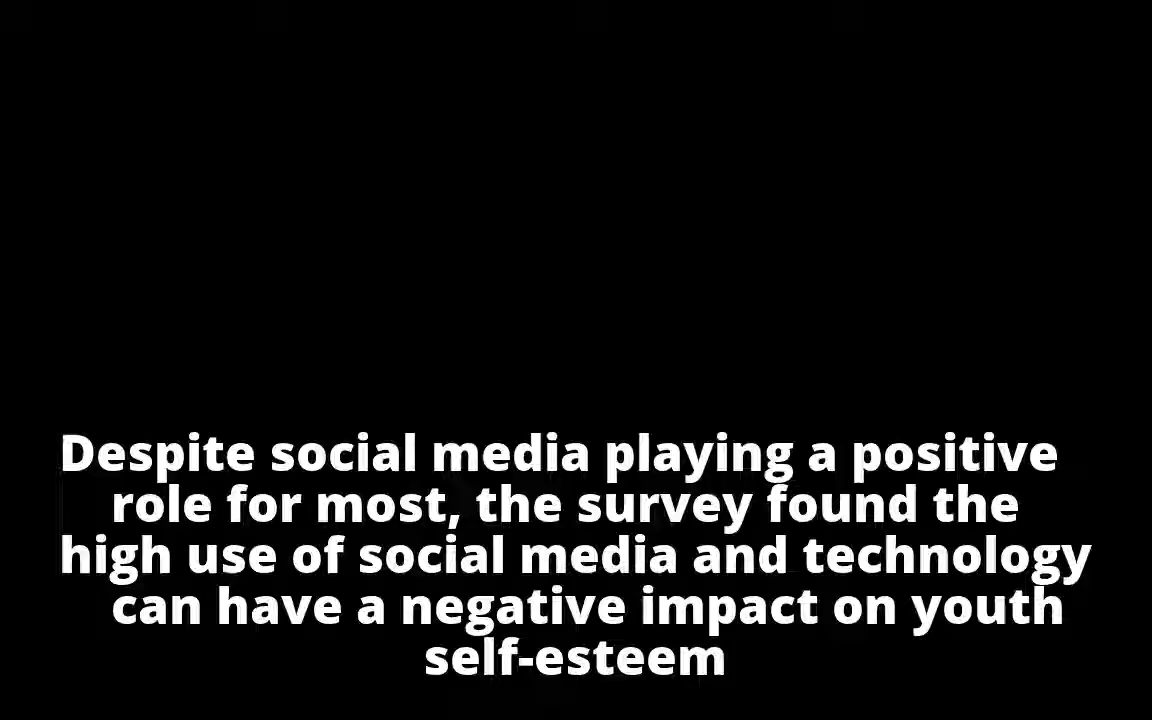 Despite social media playing a positive
role for most, the survey found the
high use of social media and technology
can have a negative impact on youth
self-esteem